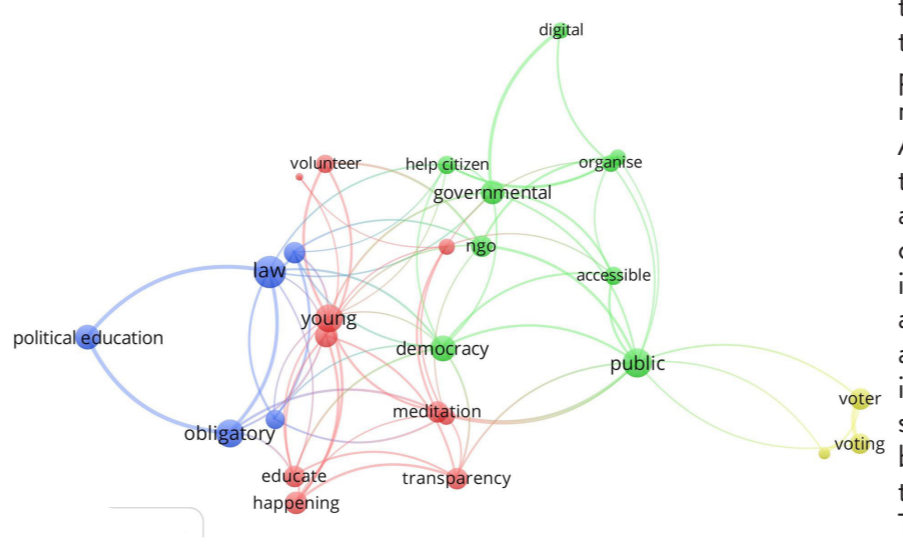 digital
volunteer
help citizen
organise
governmental
ngo
law
accessible
young
political education
democracy
public
voter
meditation
obligatory
voting
educate
transparency
happening